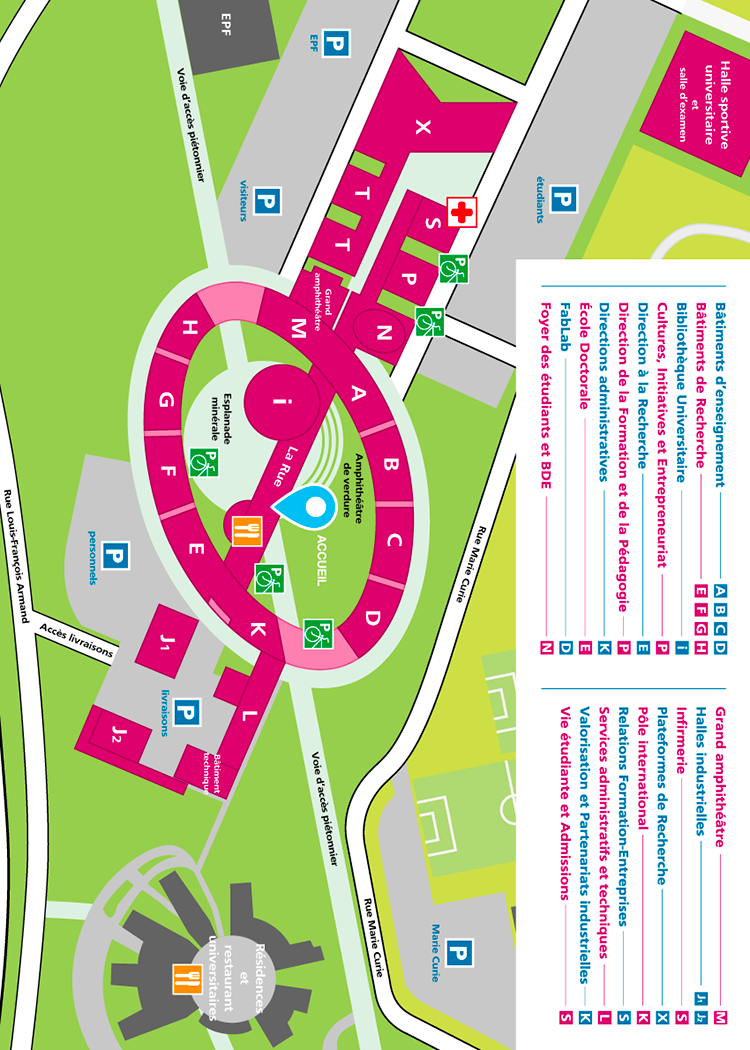 Bâtiments d'enseignement A B C D
Bâtiments de Recherche E F G H
Bibliothèque Universitaire i
Cultures, Initiatives et Entrepreneuriat P
Direction à la Recherche E
Direction de la Formation et de la Pédagogie P
Directions administratives K
École Doctorale E
FabLab D
Foyer des étudiants et BDE N
Grand amphithéâtre M
Halles industrielles J1 J2
Infirmerie S
Plateformes de Recherche X
Pôle international K
Relations Formation-Entreprises S
Services administratifs et techniques L
Valorisation et Partenariats industrielles K
Vie étudiante et Admissions S
Halle sportive
universitaire
et
salle d'examen
P
étudiants
P
EPF
EPF
P
visiteurs
Voie d'accès piétonnier
X
T
T
S
P
P
P
N
Grand
amphithéâtre
M
A
B
C
D
H
G
F
E
K
i
Esplanade
minérale
La Rue
Amphithéâtre
de verdure
ACCUEIL
P
P
P
Rue Marie Curie
P
personnels
Rue Louis-François Armand
Accès livraisons
J1
J2
P
livraisons
L
Bâtiment
technique
Voie d'accès piétonnier
Rue Marie Curie
P
Marie Curie
Résidences
et
restaurant
universitaires